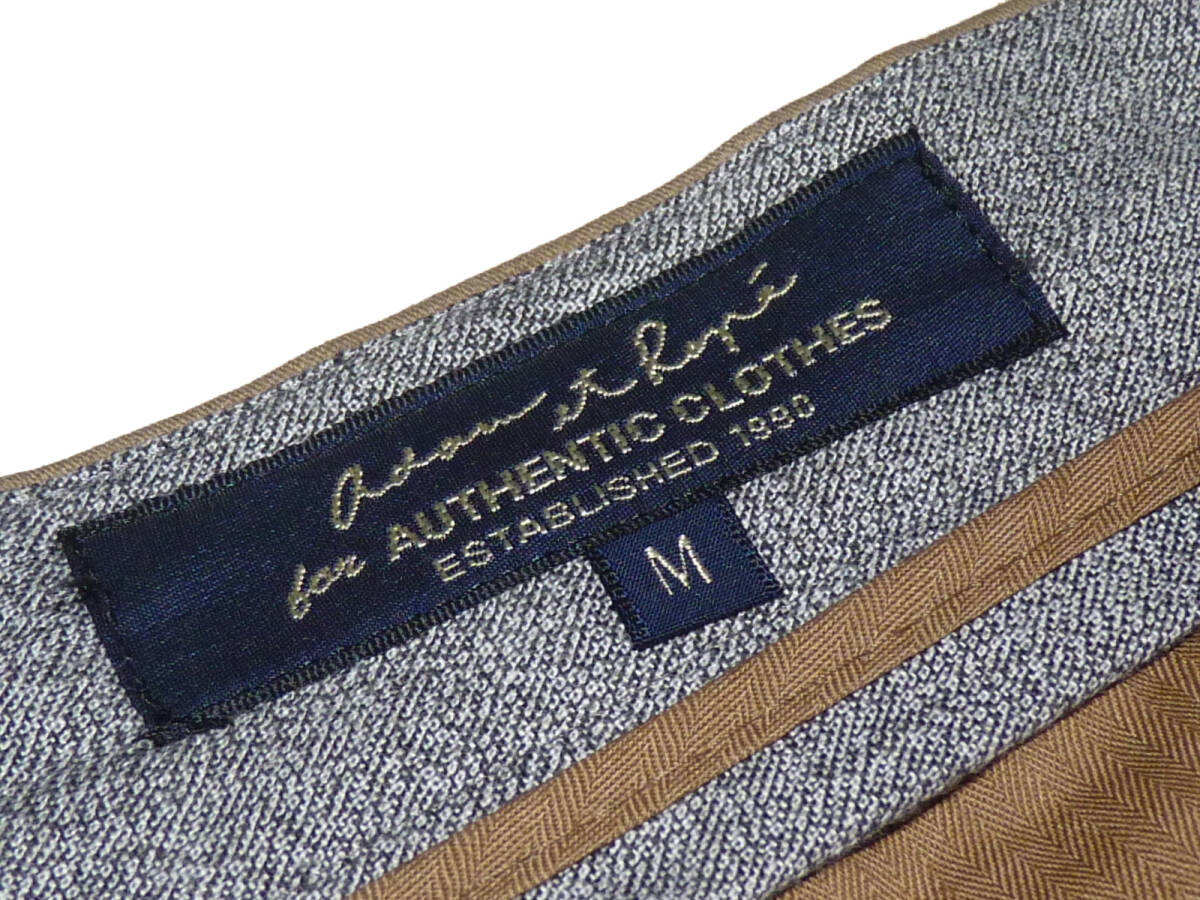 Adam et Ropé
for AUTHENTIC CLOTHES
ESTABLISHED 1990
M